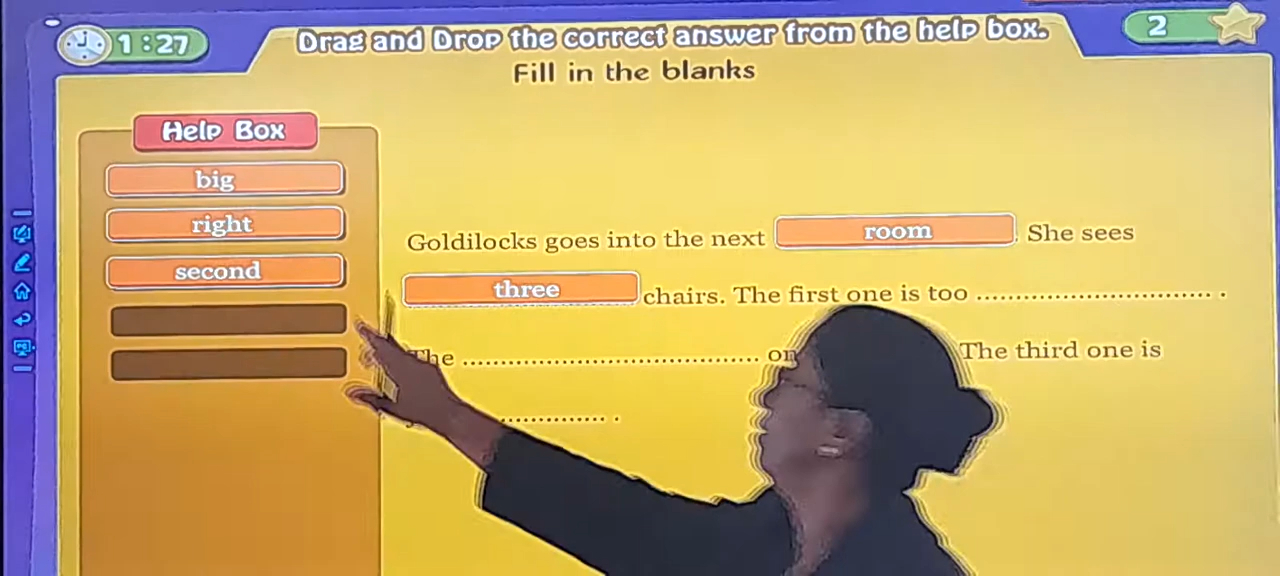 1:27
Drag and Drop the correct answer from the help box.
2
Fill in the blanks
Help Box
big
right
second
Goldilocks goes into the next room. She sees
three chairs. The first one is too .................................. .
The .................................. The third one is
.............. .